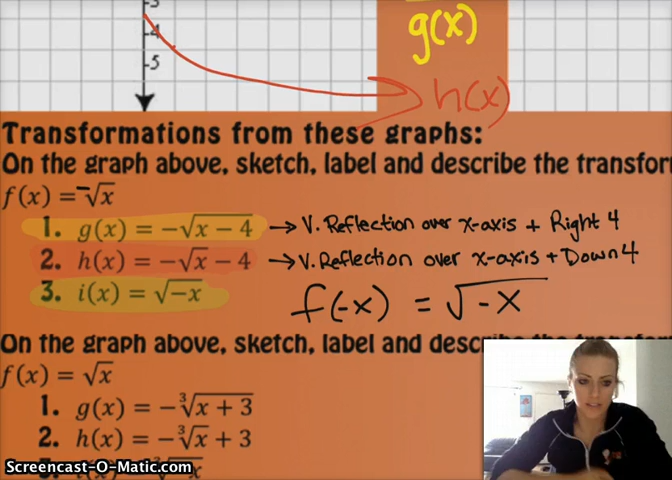 -3
-4
-5
g(x)
h(x)
Transformations from these graphs:
On the graph above, sketch, label and describe the transfor
f(x) = -√x
1. g(x) = -√(x - 4) → V. Reflection over x-axis + Right 4
2. h(x) = -√x - 4 → V. Reflection over x-axis + Down 4
3. i(x) = √(-x) f(-x) = √(-x)
On the graph above, sketch, label and describe the
f(x) = √x
1. g(x) = -∛(x + 3)
2. h(x) = -∛x + 3
Screencast-O-Matic.com